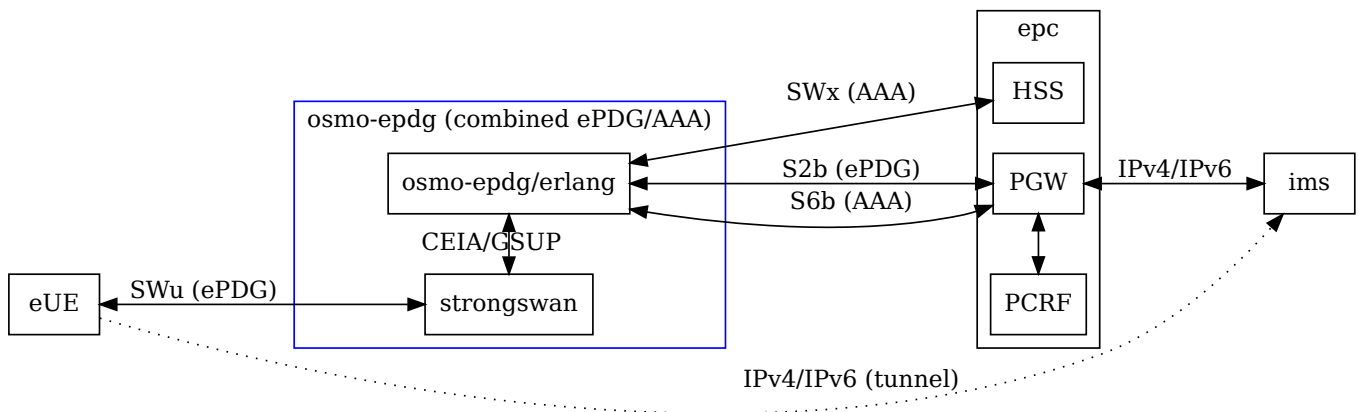 epc
SWx (AAA)
HSS
osmo-epdg (combined ePDG/AAA)
osmo-epdg/erlang
S2b (ePDG)
PGW
IPv4/IPv6
ims
S6b (AAA)
CEIA/GSUP
eUE
SWu (ePDG)
strongswan
PCRF
IPv4/IPv6 (tunnel)